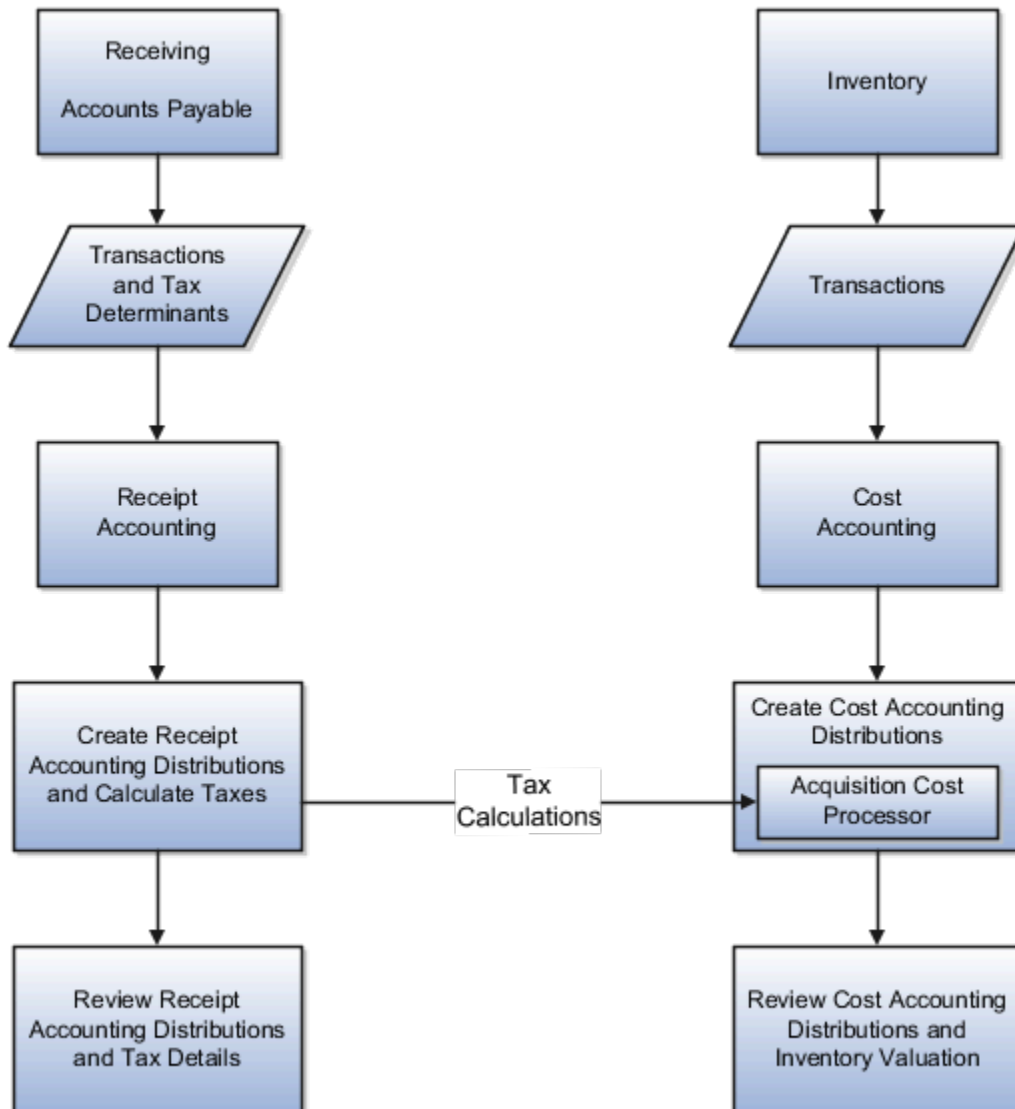 Receiving
Accounts Payable
Inventory
Transactions
and Tax
Determinants
Transactions
Receipt
Accounting
Cost
Accounting
Create Receipt
Accounting Distributions
and Calculate Taxes
Tax
Calculations
Create Cost Accounting
Distributions
Acquisition Cost
Processor
Review Receipt
Accounting Distributions
and Tax Details
Review Cost Accounting
Distributions and
Inventory Valuation